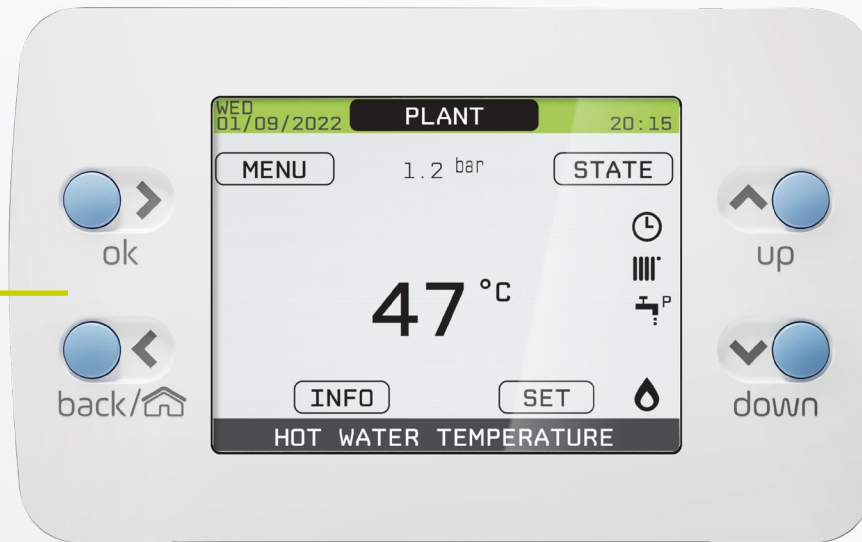 WED
01/09/2022
PLANT
20:15
MENU
1.2 bar
STATE
ok
up
47 °C
P
back/
INFO
SET
down
HOT WATER TEMPERATURE